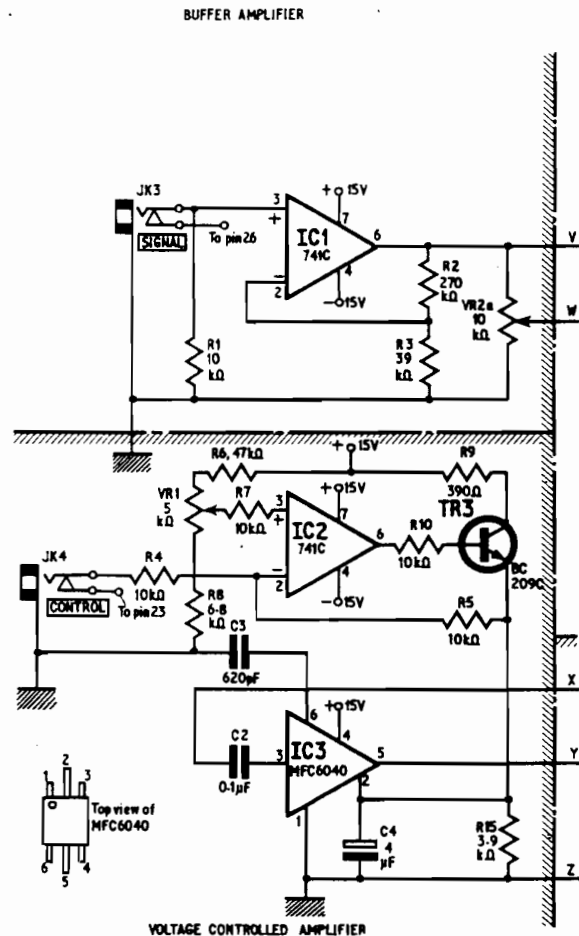 BUFFER AMPLIFIER
JK3
SIGNAL
To pin 26
3
+
IC1
741C
+ 15V
7
6
4
− 15V
−
2
R1
10
kΩ
R2
270
kΩ
R3
39
kΩ
VR2a
10
kΩ
V
W
R6, 47kΩ
+ 15V
R9
390Ω
VR1
5
kΩ
R7
10kΩ
3
+
IC2
741C
+ 15V
7
6
4
− 15V
−
2
R10
10kΩ
TR3
BC
209C
JK4
CONTROL
To pin 23
R4
10kΩ
R8
6·8
kΩ
R5
10kΩ
C3
620pF
X
C2
0·1µF
3
6
IC3
MFC6040
+15V
4
5
2
1
Y
C4
4
µF
R15
3·9
kΩ
Z
1
2
3
Top view of
MFC6040
6
5
4
VOLTAGE CONTROLLED AMPLIFIER